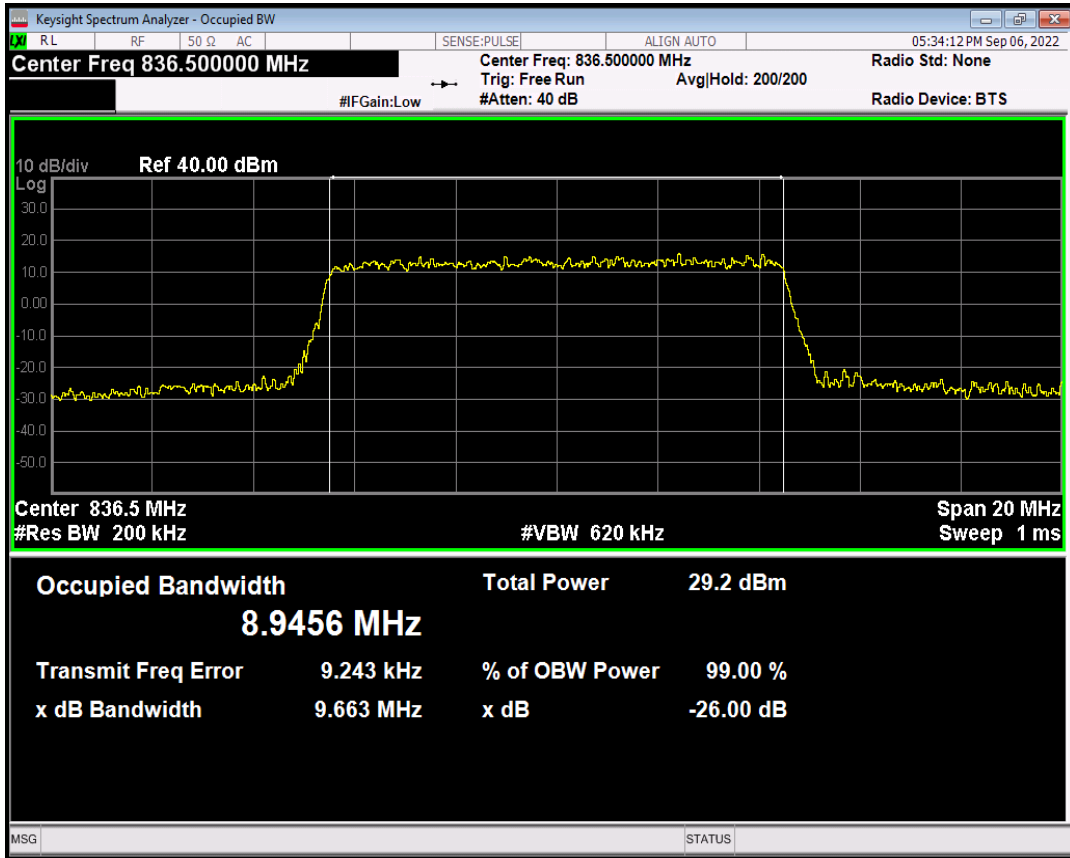 Keysight Spectrum Analyzer - Occupied BW
LXI RL RF 50 Ω AC SENSE:PULSE ALIGN AUTO 05:34:12 PM Sep 06, 2022
Center Freq 836.500000 MHz Center Freq: 836.500000 MHz Radio Std: None
Trig: Free Run Avg|Hold: 200/200
#IFGain:Low #Atten: 40 dB Radio Device: BTS
10 dB/div Ref 40.00 dBm
Log
30.0
20.0
10.0
0.00
-10.0
-20.0
-30.0
-40.0
-50.0
Center 836.5 MHz Span 20 MHz
#Res BW 200 kHz #VBW 620 kHz Sweep 1 ms
Occupied Bandwidth Total Power 29.2 dBm
8.9456 MHz
Transmit Freq Error 9.243 kHz % of OBW Power 99.00 %
x dB Bandwidth 9.663 MHz x dB -26.00 dB
MSG STATUS